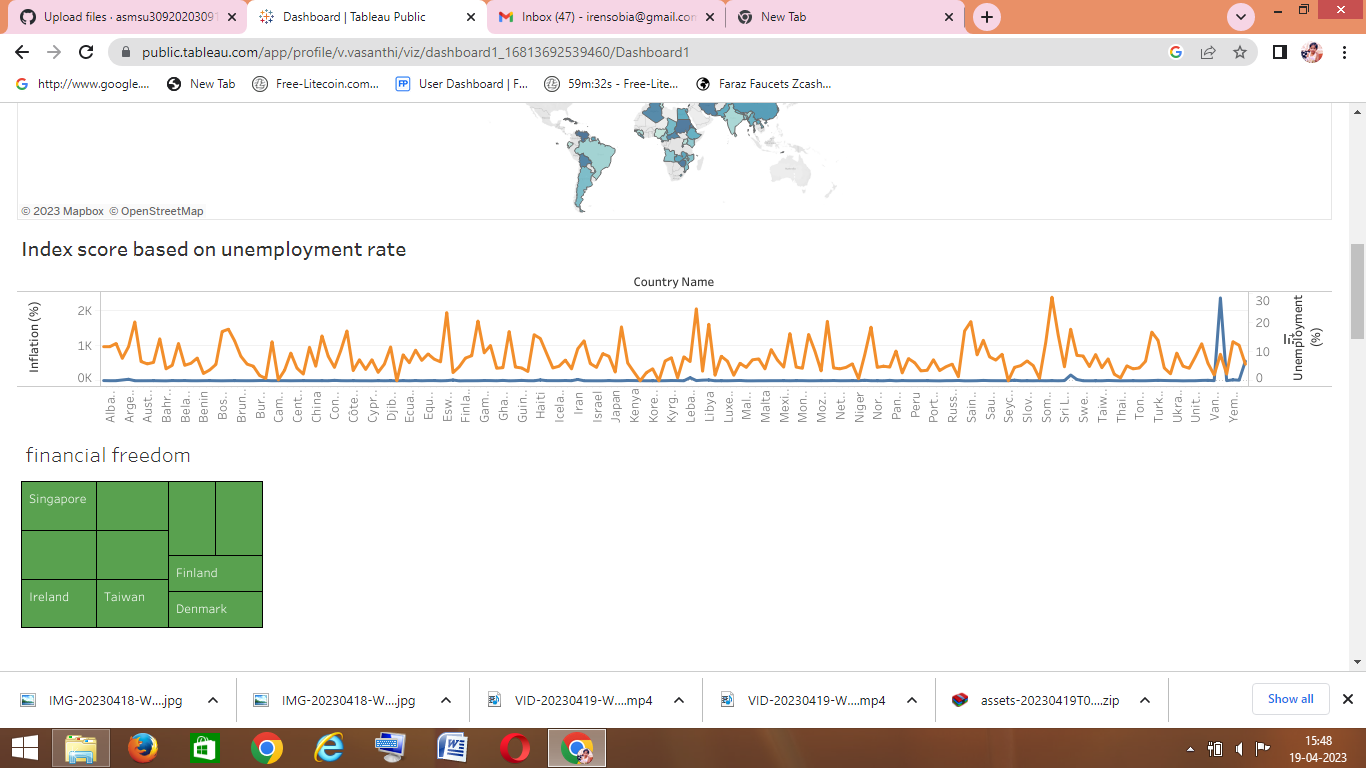 Upload files · asmsu30920203091
Dashboard | Tableau Public
Inbox (47) - irensobia@gmail.con
New Tab
public.tableau.com/app/profile/v.vasanthi/viz/dashboard1_16813692539460/Dashboard1
http://www.google....
New Tab
Free-Litecoin.com...
User Dashboard | F...
59m:32s - Free-Lite...
Faraz Faucets Zcash...
© 2023 Mapbox © OpenStreetMap
Index score based on unemployment rate
Country Name
Inflation (%)
2K
1K
0K
30
20
10
0
Unemployment
(%)
Alba..
Arge..
Aust..
Bahr..
Bela..
Benin
Bos..
Brun..
Bur..
Cam..
Cent..
China
Con..
Côte..
Cypr..
Djib..
Ecua..
Equ..
Esw..
Finla..
Gam..
Gha..
Guin..
Haiti
Icela..
Iran
Israel
Japan
Kenya
Kore..
Kyrg..
Leba..
Libya
Luxe..
Mal..
Malta
Mexi..
Mon..
Moz..
Net..
Niger
Nor..
Pan..
Peru
Port..
Russ..
Sain..
Sau..
Seyc..
Slov..
Som..
Sri L..
Swe..
Taiw..
Thai..
Ton..
Turk..
Ukra..
Unit..
Van..
Yem..
financial freedom
Singapore
Finland
Ireland
Taiwan
Denmark
IMG-20230418-W....jpg
IMG-20230418-W....jpg
VID-20230419-W....mp4
VID-20230419-W....mp4
assets-20230419T0....zip
Show all
15:48
19-04-2023